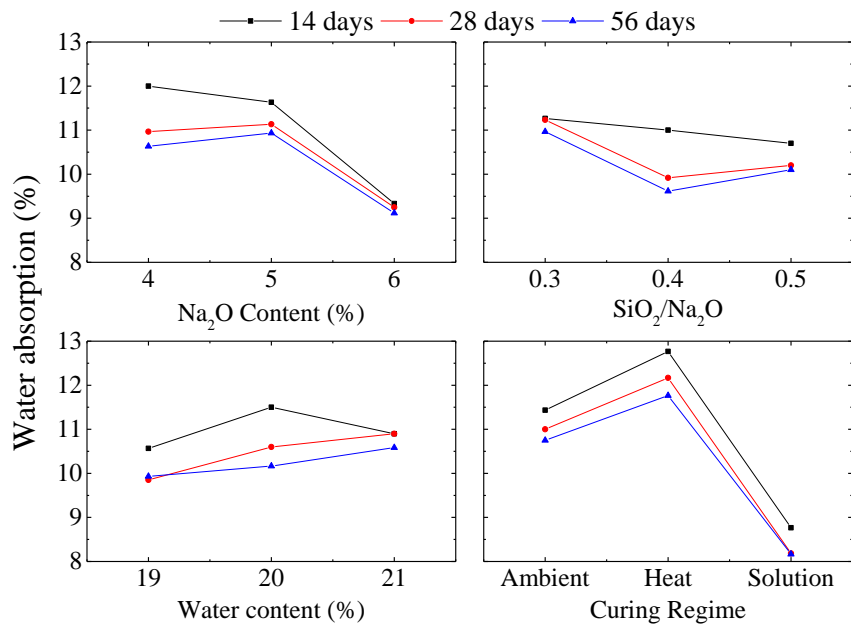 14 days 28 days 56 days
Water absorption (%)
13
12
11
10
9
8
4 5 6
Na₂O Content (%)
0.3 0.4 0.5
SiO₂/Na₂O
13
12
11
10
9
8
19 20 21
Water content (%)
Ambient Heat Solution
Curing Regime